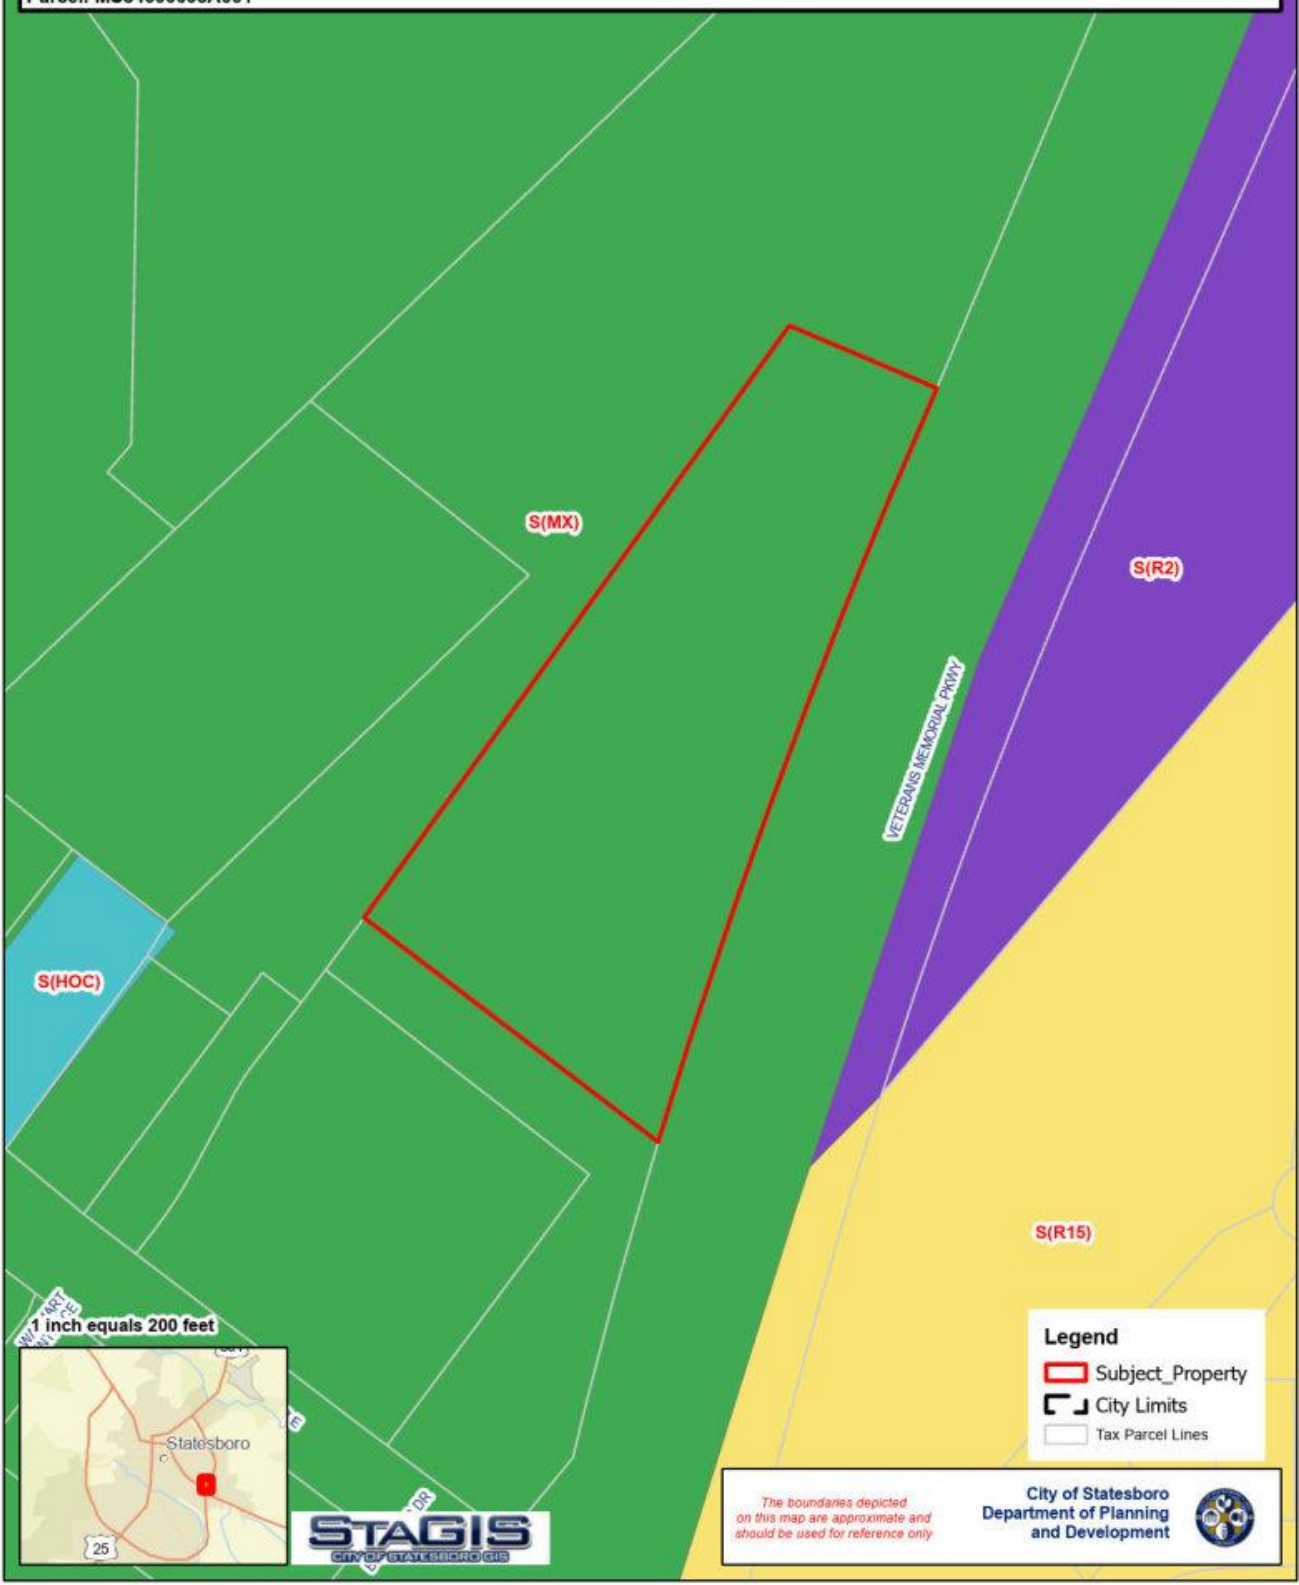 S(MX)
S(R2)
VETERANS MEMORIAL PKWY
S(HOC)
S(R15)
1 inch equals 200 feet
Statesboro
25
E
DR
STAGIS
CITY OF STATESBORO GIS
Legend
Subject_Property
City Limits
Tax Parcel Lines
The boundaries depicted
on this map are approximate and
should be used for reference only
City of Statesboro
Department of Planning
and Development